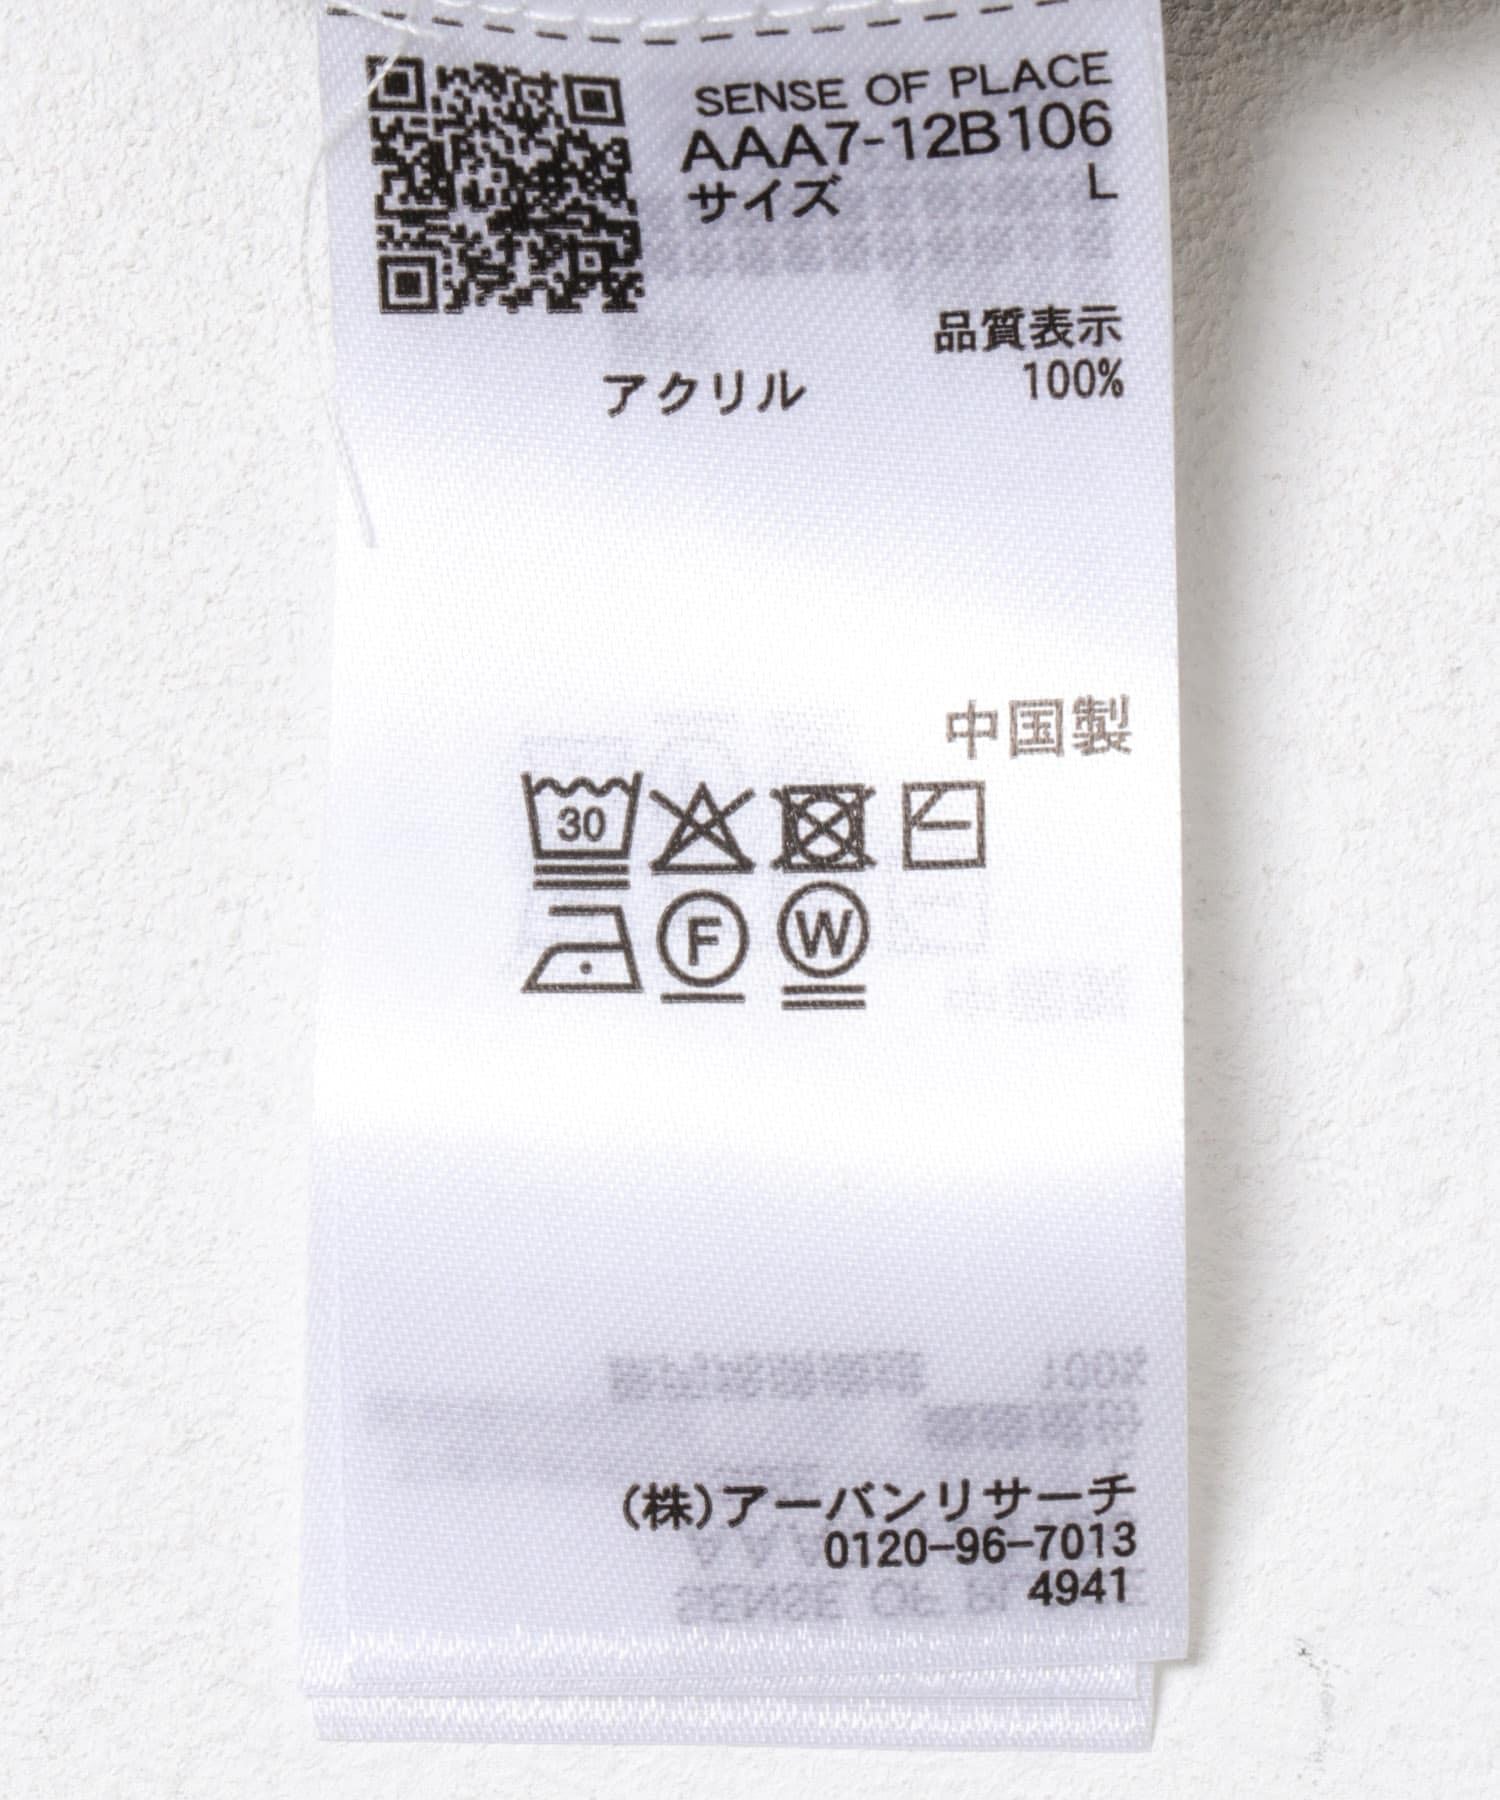 SENSE OF PLACE
AAA7-12B106
サイズ L
品質表示
アクリル 100%
中国製
30
F W
(株)アーバンリサーチ
0120-96-7013
4941